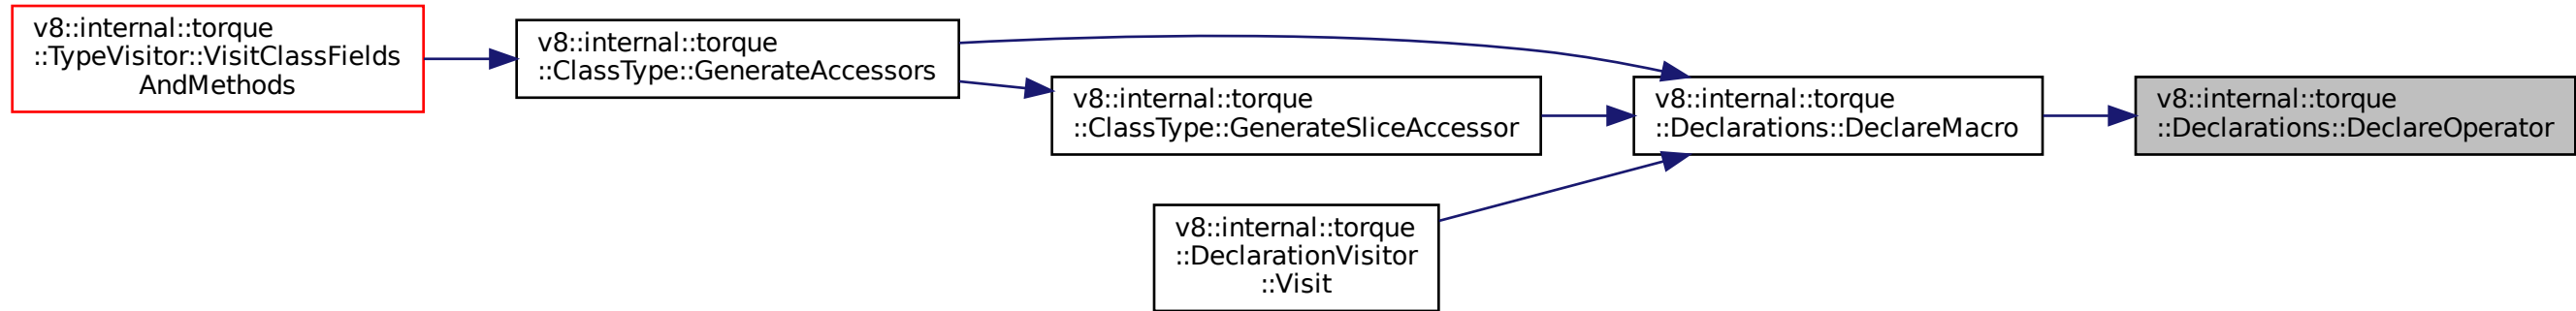 v8::internal::torque
::TypeVisitor::VisitClassFields
AndMethods
v8::internal::torque
::ClassType::GenerateAccessors
v8::internal::torque
::ClassType::GenerateSliceAccessor
v8::internal::torque
::DeclarationVisitor
::Visit
v8::internal::torque
::Declarations::DeclareMacro
v8::internal::torque
::Declarations::DeclareOperator